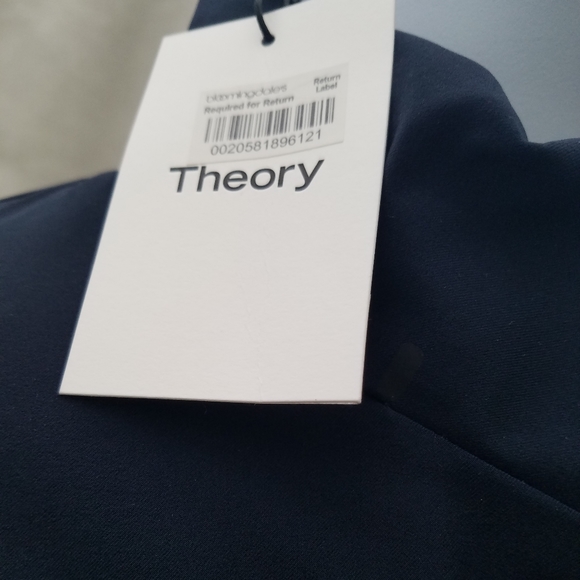 bloomingdale's
Return
Label
Required for Return
0020581896121
Theory